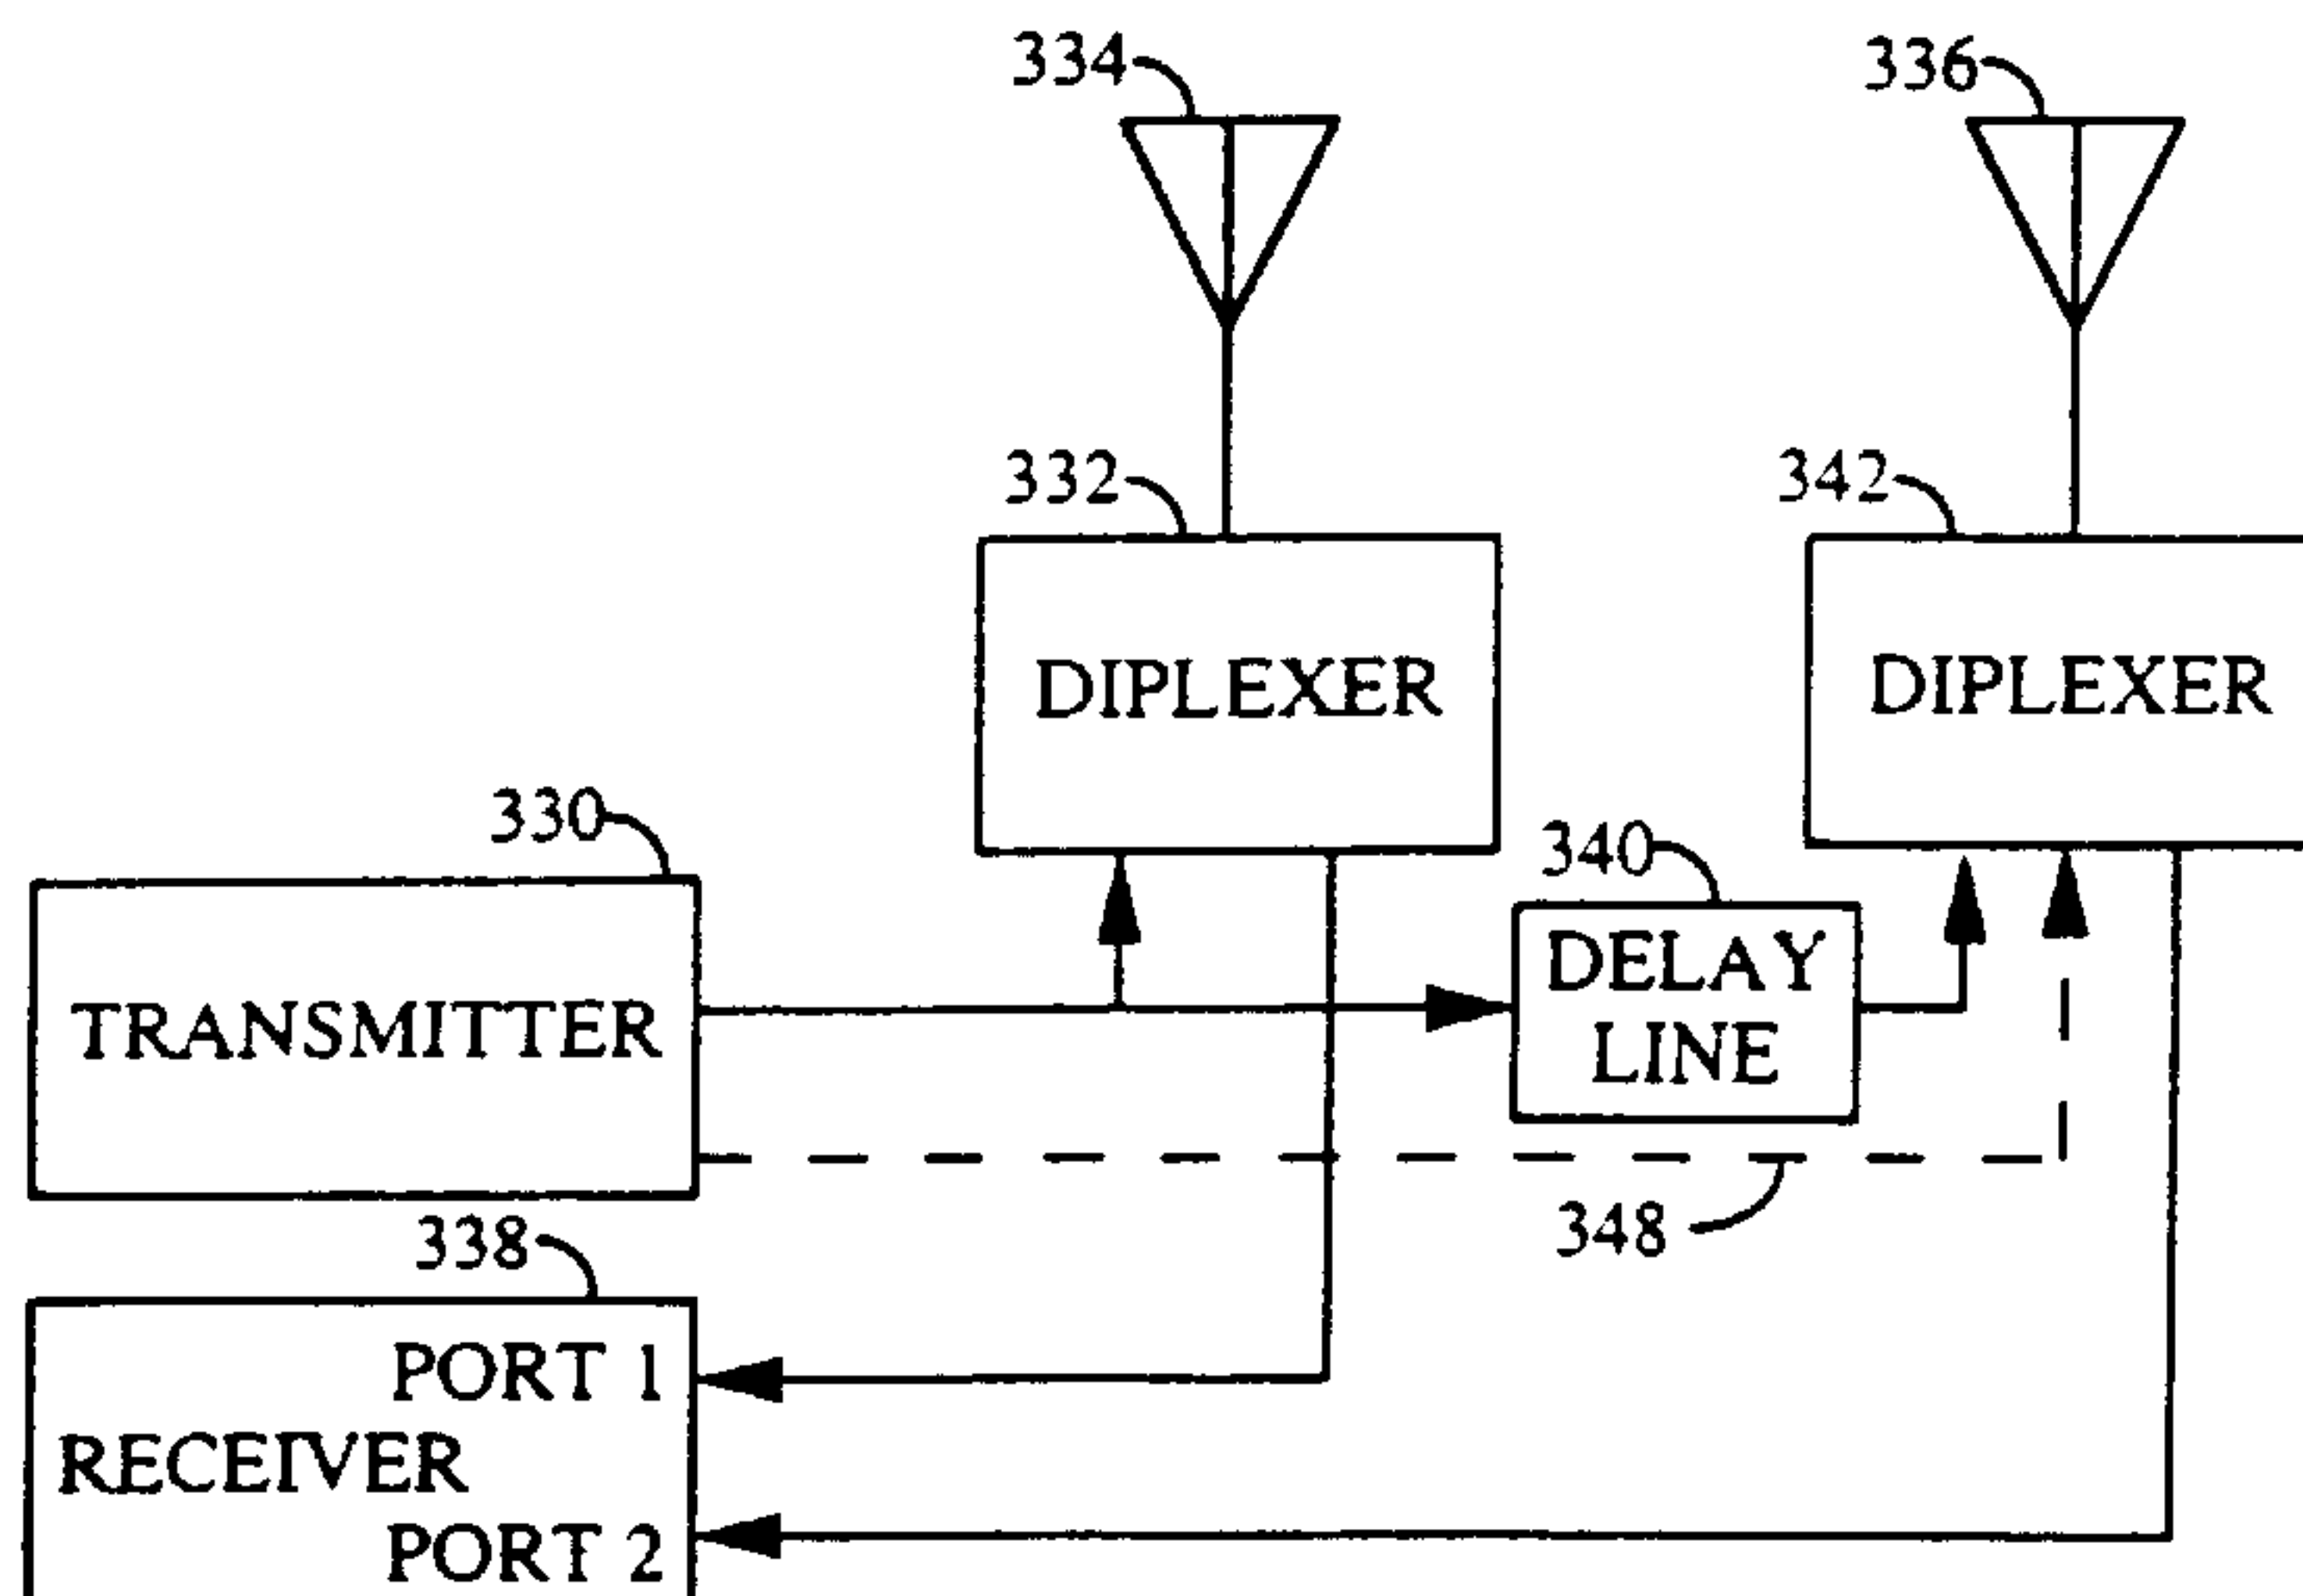 334
336
332
342
DIPLEXER
DIPLEXER
330
340
TRANSMITTER
DELAY
LINE
338
348
PORT 1
RECEIVER
PORT 2